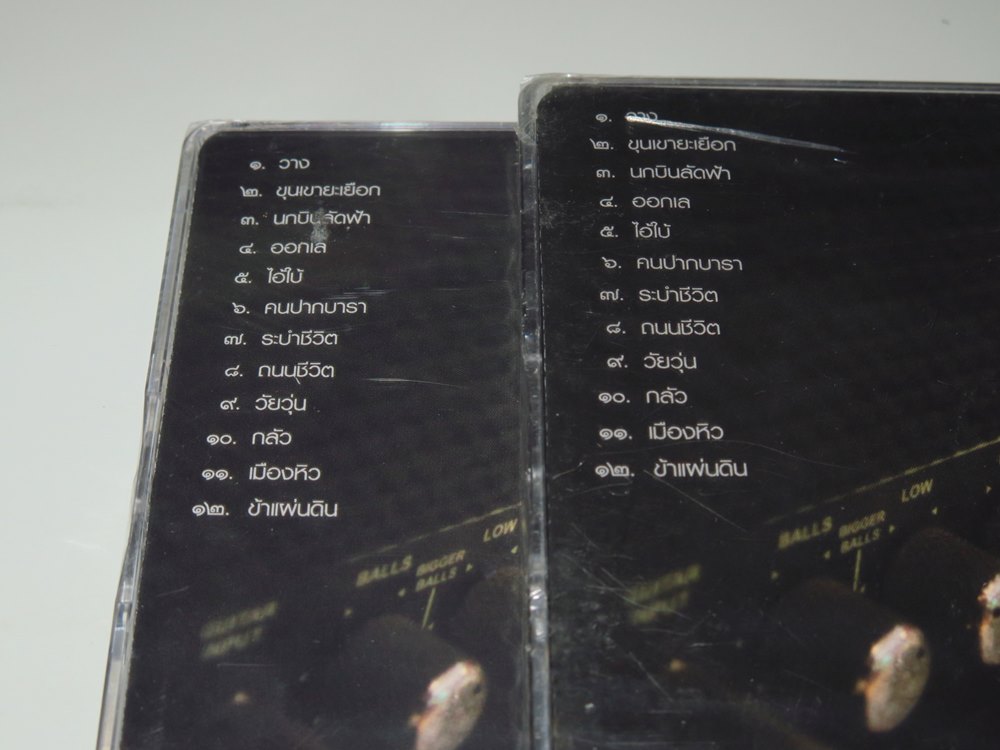 ๑. วาง
๒. ขุนเขายะเยือก
๓. นกบินลัดฟ้า
๔. ออกเล
๕. ไอ้ใบ้
๖. คนปากบารา
๗. ระบำชีวิต
๘. ถนนชีวิต
๙. วัยวุ่น
๑๐. กลัว
๑๑. เมืองหิว
๑๒. ข้าแผ่นดิน
LOW
BALLS BIGGER
BALLS
GUITAR
INPUT
๑. วาง
๒. ขุนเขายะเยือก
๓. นกบินลัดฟ้า
๔. ออกเล
๕. ไอ้ใบ้
๖. คนปากบารา
๗. ระบำชีวิต
๘. ถนนชีวิต
๙. วัยวุ่น
๑๐. กลัว
๑๑. เมืองหิว
๑๒. ข้าแผ่นดิน
LOW
BALLS BIGGER
BALLS
GUITAR
INPUT